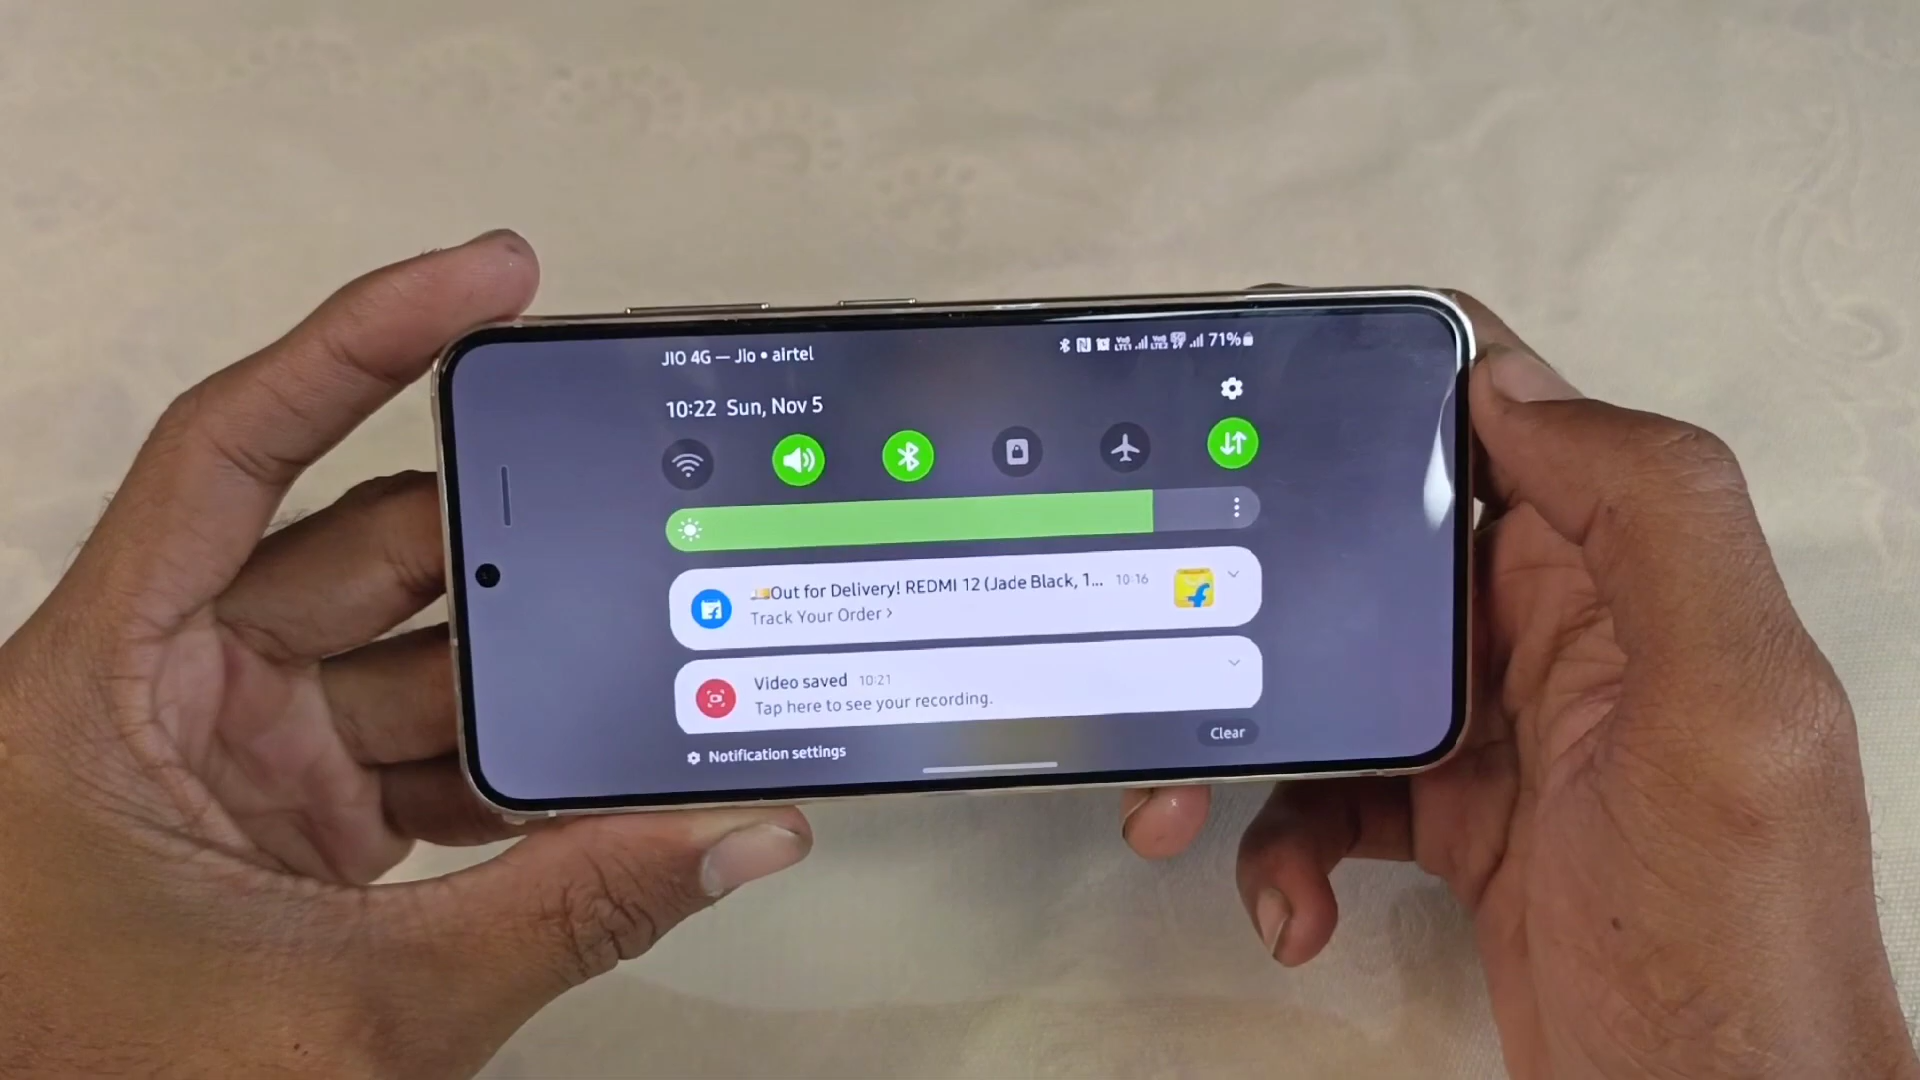 JIO 4G — Jio • airtel
71%
10:22 Sun, Nov 5
Out for Delivery! REDMI 12 (Jade Black, 1... 10:16
Track Your Order >
Video saved 10:21
Tap here to see your recording.
Clear
Notification settings